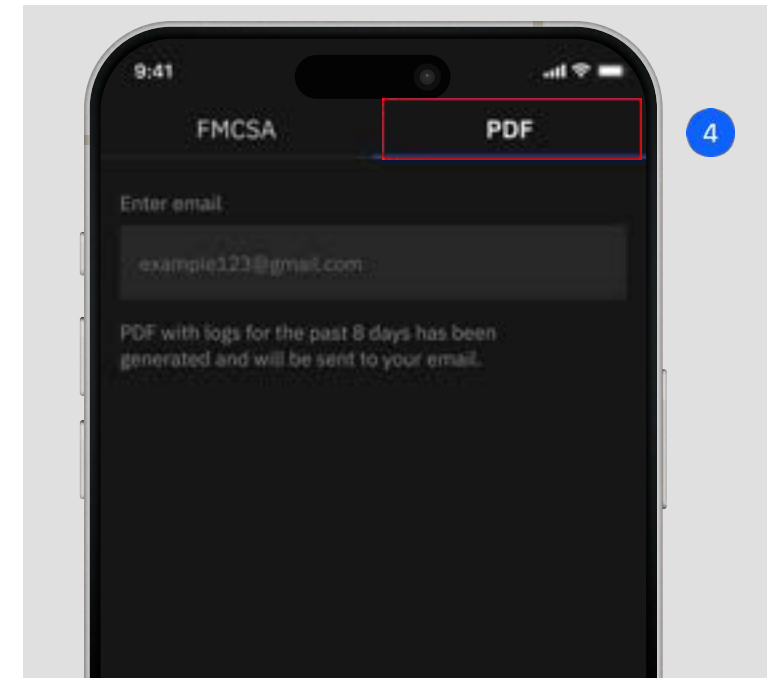 9:41
FMCSA
PDF
4
Enter email
example123@gmail.com
PDF with logs for the past 8 days has been
generated and will be sent to your email.